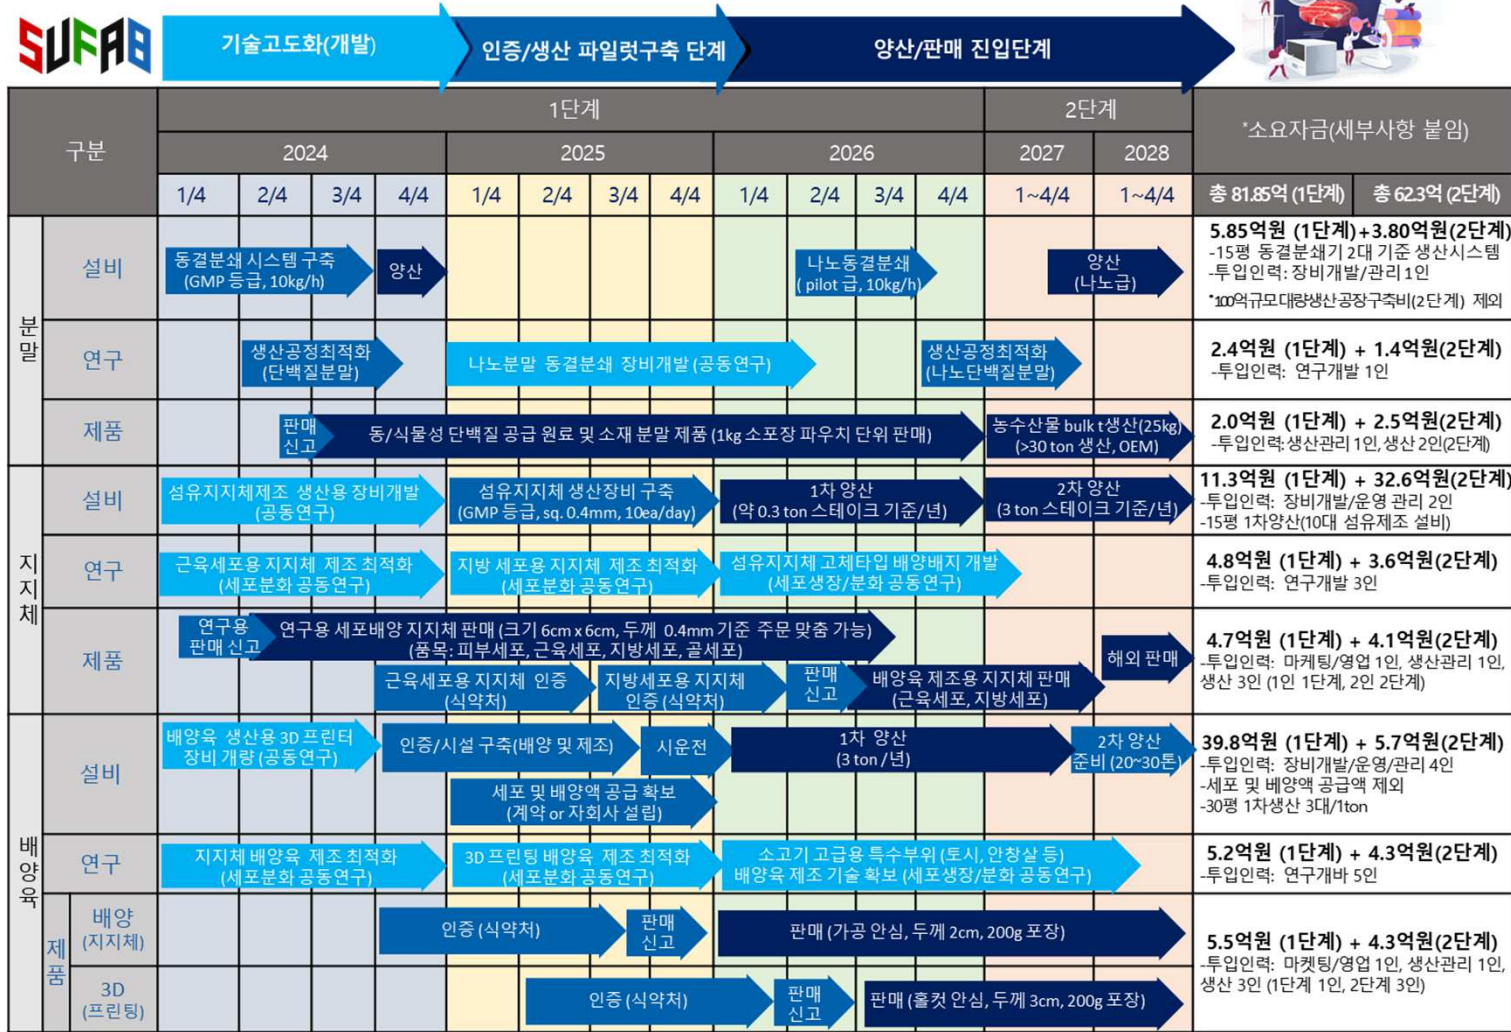 SUFAB
기술고도화(개발)
인증/생산 파일럿구축 단계
양산/판매 진입단계
구분
1단계
2단계
*소요자금(세부사항 붙임)
2024
2025
2026
2027
2028
1/4
2/4
3/4
4/4
1/4
2/4
3/4
4/4
1/4
2/4
3/4
4/4
1~4/4
1~4/4
총 81.85억 (1단계)
총 62.3억 (2단계)
분말
설비
동결분쇄 시스템 구축
(GMP 등급, 10kg/h)
양산
나노동결분쇄
( pilot 급, 10kg/h)
양산
(나노급)
5.85억원 (1단계)+3.80억원(2단계)
-15평 동결분쇄기 2대 기준 생산시스템
-투입인력: 장비개발/관리 1인
*100억규모 대량생산 공장구축비(2단계) 제외
연구
생산공정최적화
(단백질분말)
나노분말 동결분쇄 장비개발 (공동연구)
생산공정최적화
(나노단백질분말)
2.4억원 (1단계) + 1.4억원(2단계)
-투입인력: 연구개발 1인
제품
판매
신고
동/식물성 단백질 공급 원료 및 소재 분말 제품 (1kg 소포장 파우치 단위 판매)
농수산물 bulk t생산(25kg)
(>30 ton 생산, OEM)
2.0억원 (1단계) + 2.5억원(2단계)
-투입인력: 생산관리 1인, 생산 2인(2단계)
지지체
설비
섬유지지체제조 생산용 장비개발
(공동연구)
섬유지지체 생산장비 구축
(GMP 등급, sq. 0.4mm, 10ea/day)
1차 양산
(약 0.3 ton 스테이크 기준/년)
2차 양산
(3 ton 스테이크 기준/년)
11.3억원 (1단계) + 32.6억원(2단계)
-투입인력: 장비개발/운영 관리 2인
-15평 1차양산(10대 섬유제조 설비)
연구
근육세포용 지지체 제조 최적화
(세포분화 공동연구)
지방 세포용 지지체 제조 최적화
(세포분화 공동연구)
섬유지지체 고체타입 배양배지 개발
(세포생장/분화 공동연구)
4.8억원 (1단계) + 3.6억원(2단계)
-투입인력: 연구개발 3인
제품
연구용
판매 신고
연구용 세포배양 지지체 판매 (크기 6cm x 6cm, 두께 0.4mm 기준 주문 맞춤 가능)
(품목: 피부세포, 근육세포, 지방세포, 골세포)
근육세포용 지지체 인증
(식약처)
지방세포용 지지체
인증 (식약처)
판매
신고
배양육 제조용 지지체 판매
(근육세포, 지방세포)
해외 판매
4.7억원 (1단계) + 4.1억원(2단계)
-투입인력: 마케팅/영업 1인, 생산관리 1인,
생산 3인 (1인 1단계, 2인 2단계)
배양육
설비
배양육 생산용 3D 프린터
장비 개량 (공동연구)
인증/시설 구축(배양 및 제조)
시운전
1차 양산
(3 ton /년)
2차 양산
준비 (20~30톤)
세포 및 배양액 공급 확보
(계약 or 자회사 설립)
39.8억원 (1단계) + 5.7억원(2단계)
-투입인력: 장비개발/운영/관리 4인
-세포 및 베양액 공급액 제외
-30평 1차생산 3대/1ton
연구
지지체 배양육 제조 최적화
(세포분화 공동연구)
3D 프린팅 배양육 제조 최적화
(세포분화 공동연구)
소고기 고급용 특수부위 (토시, 안창살 등)
배양육 제조 기술 확보 (세포생장/분화 공동연구)
5.2억원 (1단계) + 4.3억원(2단계)
-투입인력: 연구개바 5인
제품
배양
(지지체)
인증 (식약처)
판매
신고
판매 (가공 안심, 두께 2cm, 200g 포장)
5.5억원 (1단계) + 4.3억원(2단계)
-투입인력: 마켓팅/영업 1인, 생산관리 1인,
생산 3인 (1단계 1인, 2단계 3인)
3D
(프린팅)
인증 (식약처)
판매
신고
판매 (홀컷 안심, 두께 3cm, 200g 포장)